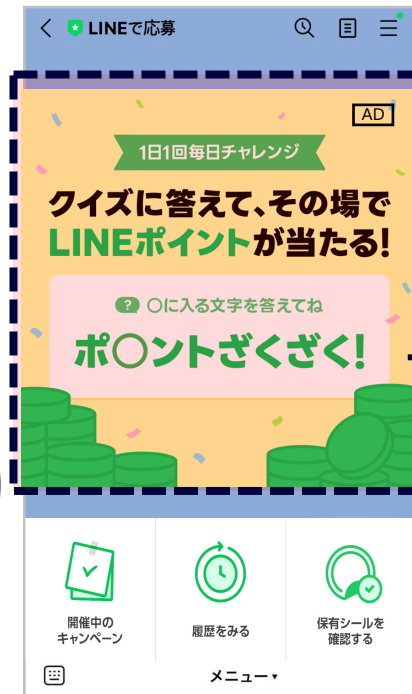 LINEで応募
AD
1日1回毎日チャレンジ
クイズに答えて、その場で
LINEポイントが当たる!
? 〇に入る文字を答えてね
ポ〇ントざくざく!
開催中の
キャンペーン
履歴をみる
保有シールを
確認する
メニュー▾